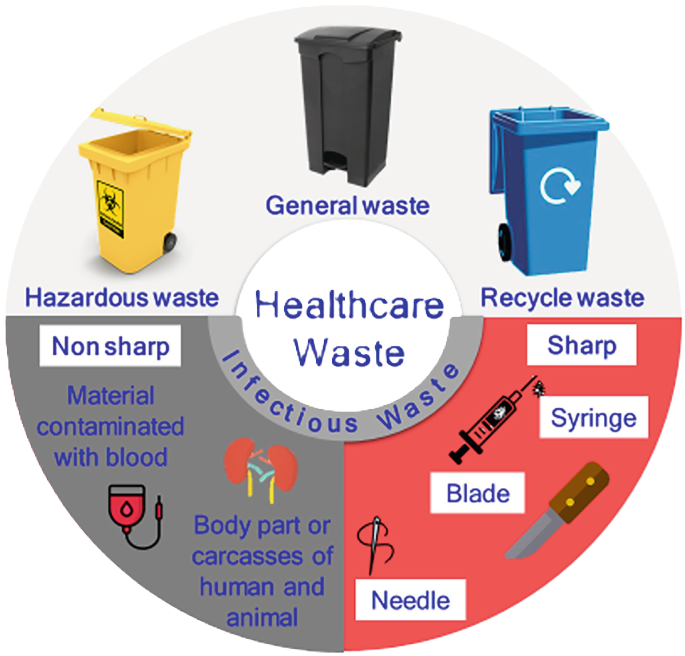 General waste
Hazardous waste
Healthcare
Waste
Recycle waste
Infectious Waste
Non sharp
Material
contaminated
with blood
Body part or
carcasses of
human and
animal
Sharp
Syringe
Blade
Needle